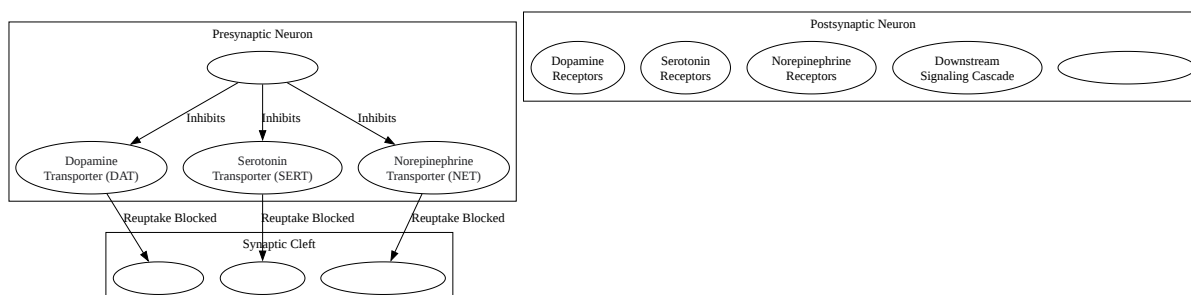 Presynaptic Neuron
Inhibits
Inhibits
Inhibits
Dopamine
Transporter (DAT)
Serotonin
Transporter (SERT)
Norepinephrine
Transporter (NET)
Reuptake Blocked
Reuptake Blocked
Reuptake Blocked
Synaptic Cleft
Postsynaptic Neuron
Dopamine
Receptors
Serotonin
Receptors
Norepinephrine
Receptors
Downstream
Signaling Cascade